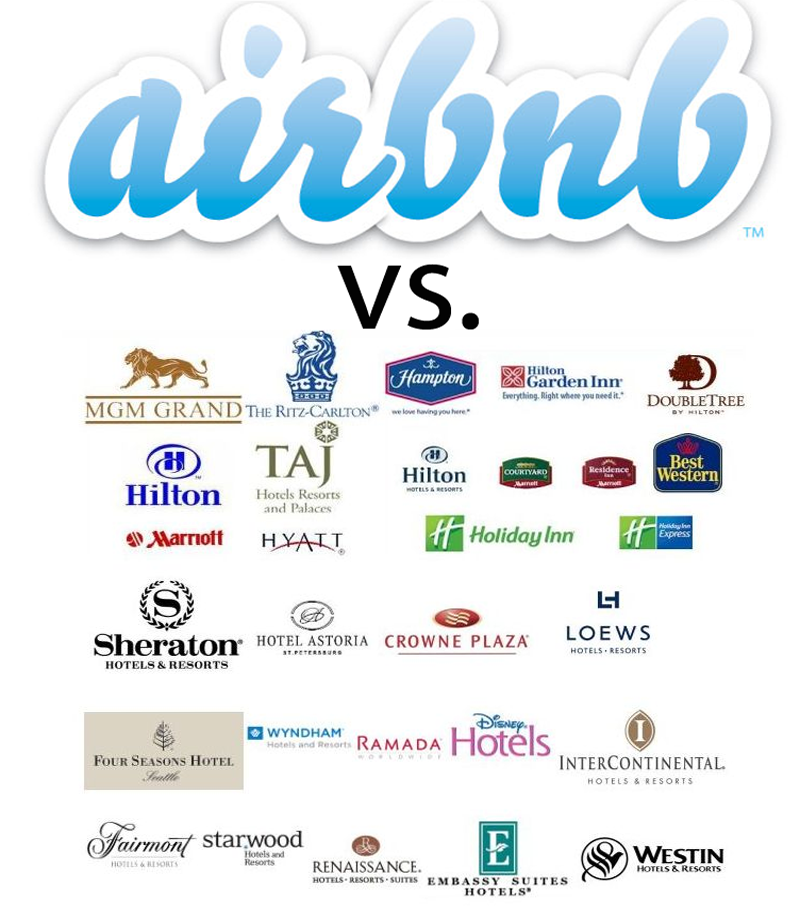 airbnb
TM
vs.
MGM GRAND
THE RITZ-CARLTON®
Hampton
we love having you here.®
Hilton
Garden Inn®
Everything. Right where you need it.®
DOUBLETREE
BY HILTON™
Hilton™
TAJ
Hotels Resorts
and Palaces
Hilton
HOTELS & RESORTS
COURTYARD
Marriott
Residence
Inn
Marriott
Best
Western
Marriott
HYATT®
H Holiday Inn
H Holiday Inn
Express
S
Sheraton®
HOTELS & RESORTS
HOTEL ASTORIA
ST. PETERSBURG
CROWNE PLAZA®
LOEWS
HOTELS • RESORTS
FOUR SEASONS HOTEL
Seattle
WYNDHAM®
Hotels and Resorts
RAMADA®
WORLDWIDE
Disney
Hotels
I
INTERCONTINENTAL®
HOTELS & RESORTS
Fairmont
HOTELS & RESORTS
starwood
Hotels and
Resorts
R
RENAISSANCE®
HOTELS • RESORTS • SUITES
E
EMBASSY SUITES
HOTELS®
WESTIN
HOTELS & RESORTS